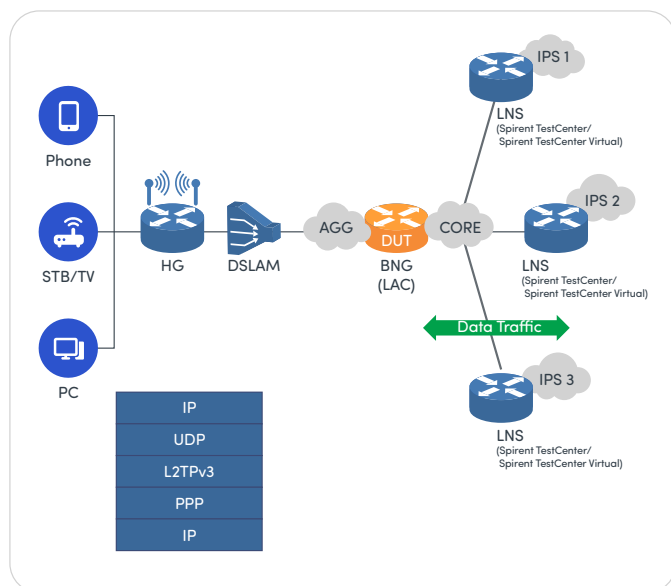 IPS 1
LNS
(Spirent TestCenter/
Spirent TestCenter Virtual)
Phone
IPS 2
STB/TV
HG
DSLAM
AGG
DUT
BNG
(LAC)
CORE
LNS
(Spirent TestCenter/
Spirent TestCenter Virtual)
Data Traffic
PC
IPS 3
LNS
(Spirent TestCenter/
Spirent TestCenter Virtual)
IP
UDP
L2TPv3
PPP
IP